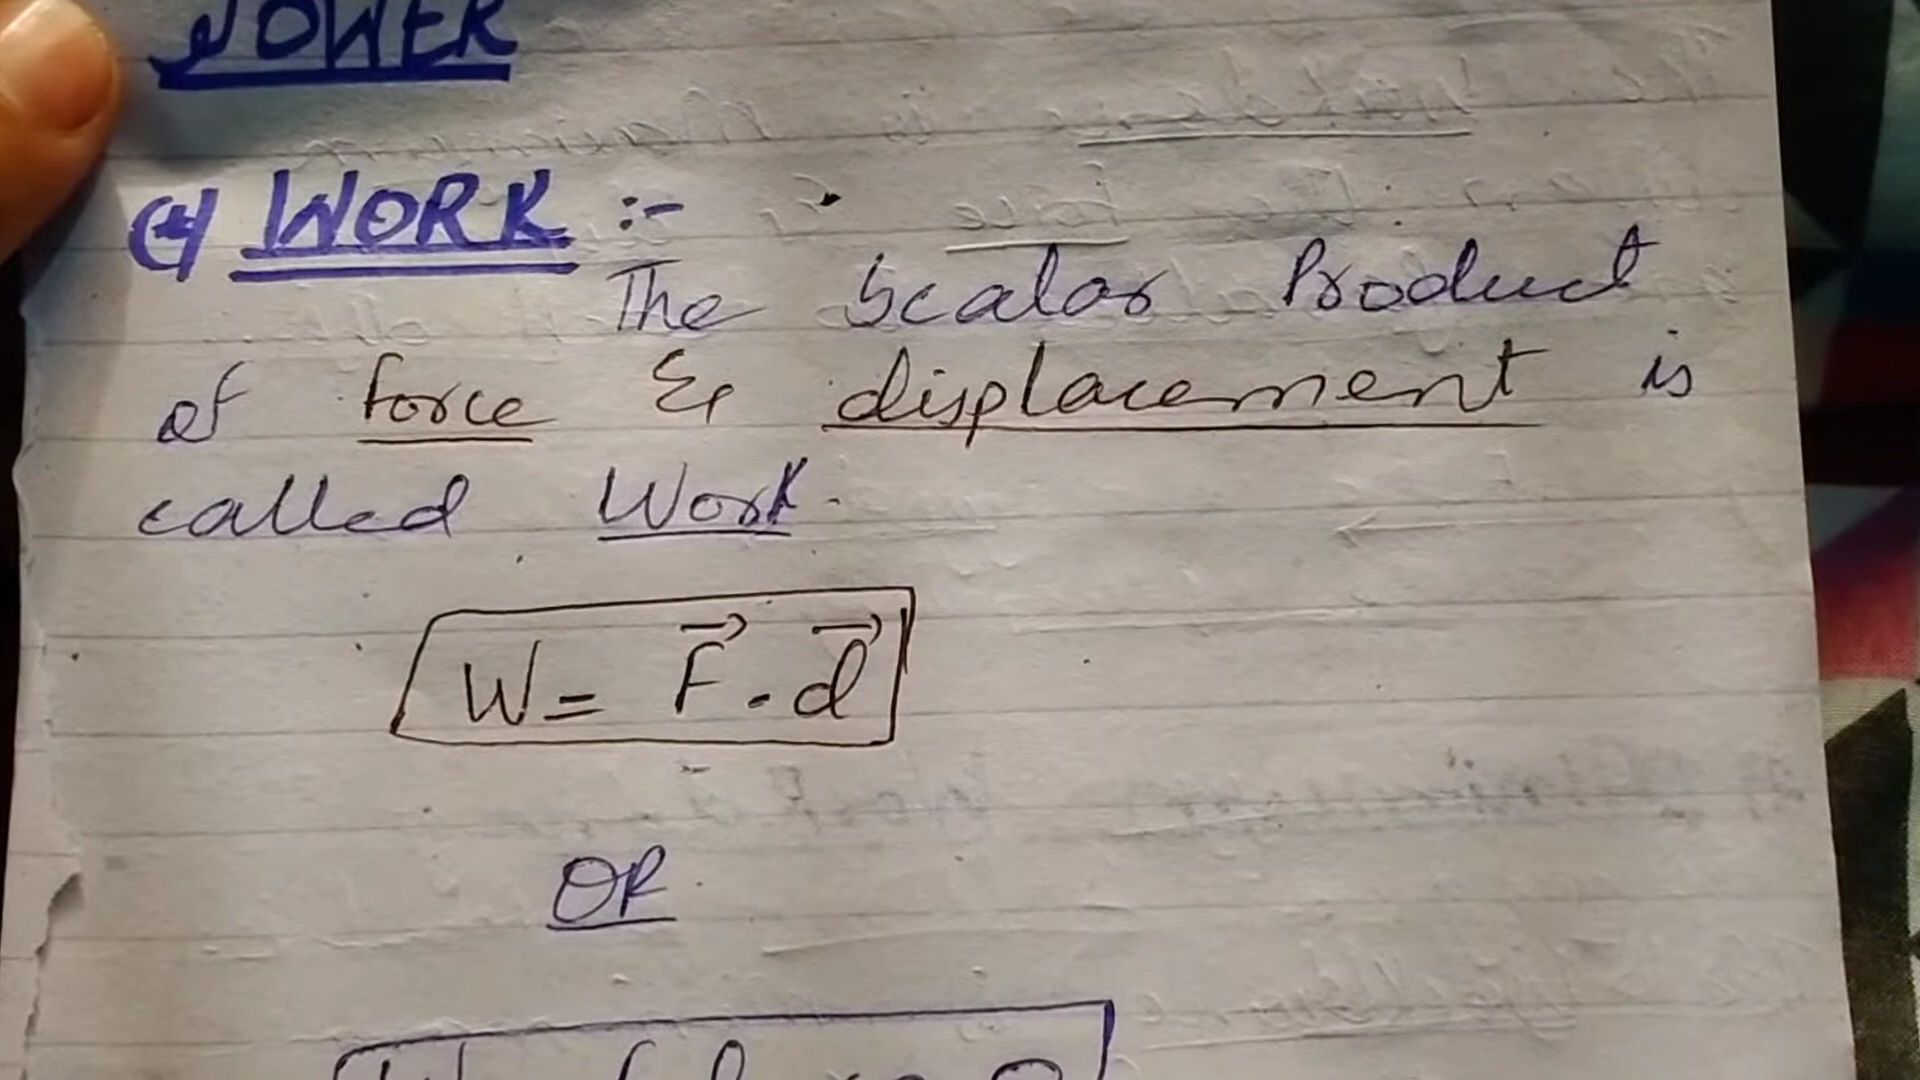 POWER
(*) WORK :-
The Scalar Product
of force & displacement is
called Work.
W = F⃗ . d⃗
OR